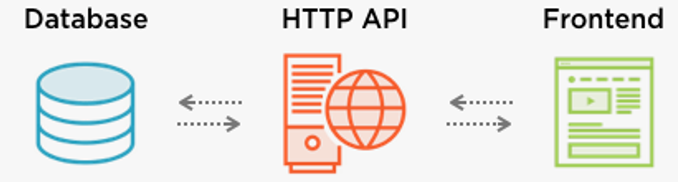 Database HTTP API Frontend